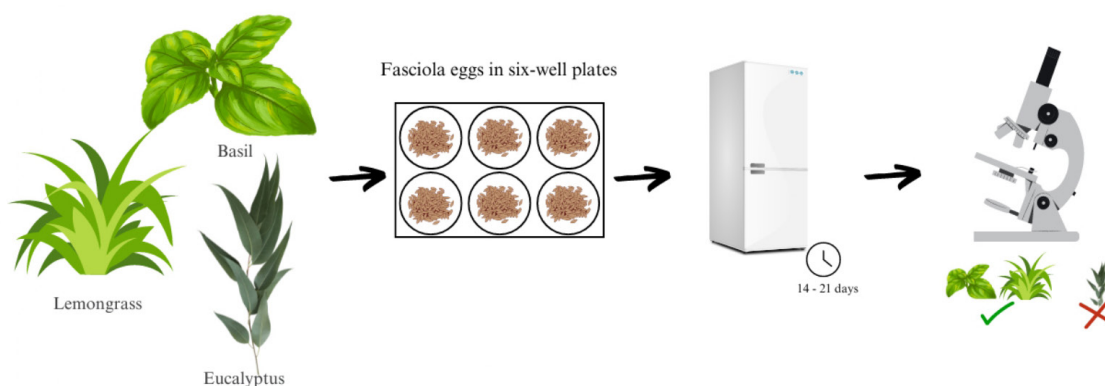 Fasciola eggs in six-well plates
Basil
Lemongrass
Eucalyptus
14 - 21 days